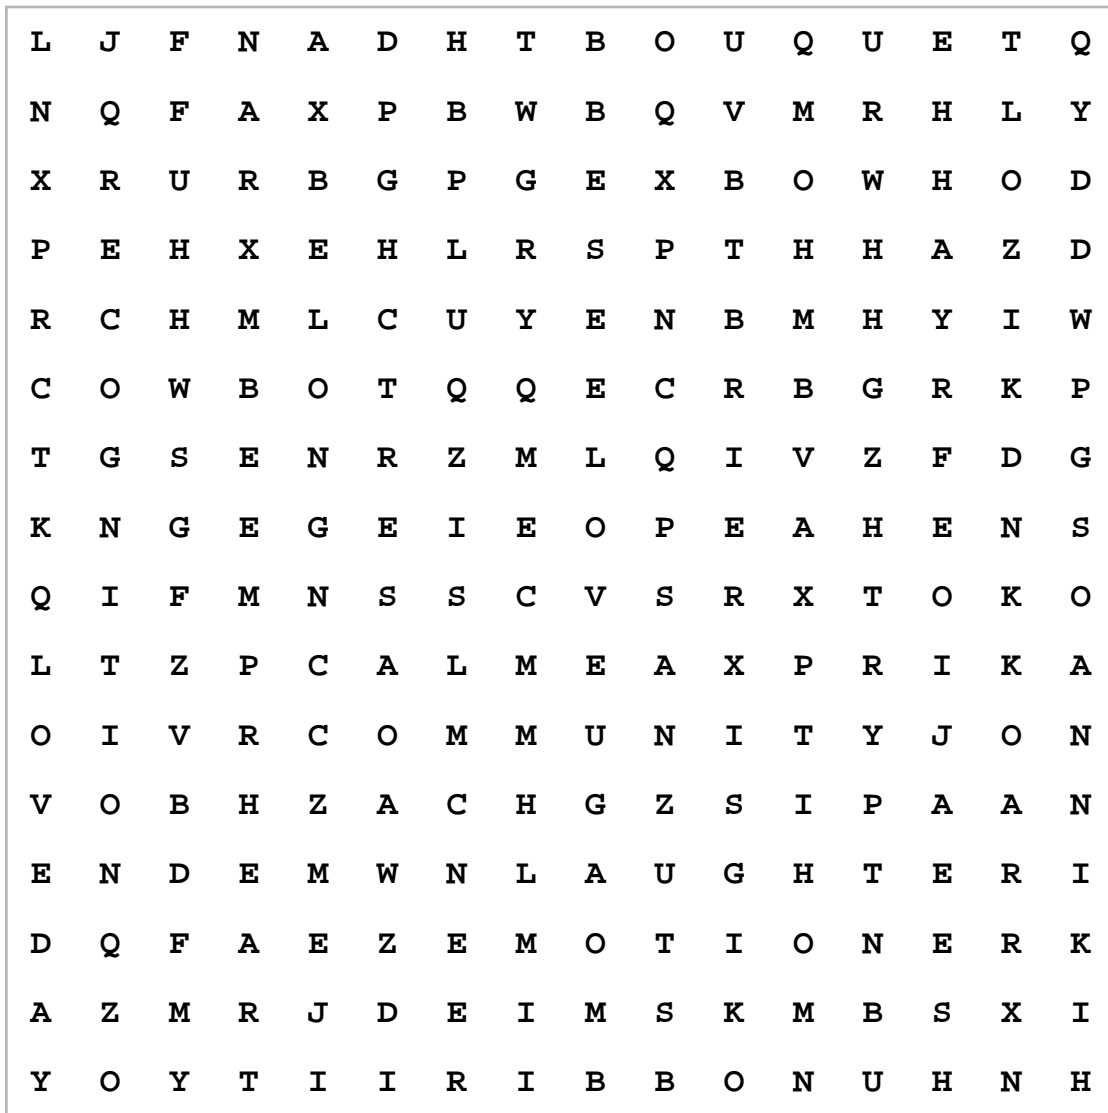 L J F N A D H T B O U Q U E T Q
N Q F A X P B W B Q V M R H L Y
X R U R B G P G E X B O W H O D
P E H X E H L R S P T H H A Z D
R C H M L C U Y E N B M H Y I W
C O W B O T Q Q E C R B G R K P
T G S E N R Z M L Q I V Z F D G
K N G E G E I E O P E A H E N S
Q I F M N S S C V S R X T O K O
L T Z P C A L M E A X P R I K A
O I V R C O M M U N I T Y J O N
V O B H Z A C H G Z S I P A A N
E N D E M W N L A U G H T E R I
D Q F A E Z E M O T I O N E R K
A Z M R J D E I M S K M B S X I
Y O Y T I I R I B B O N U H N H